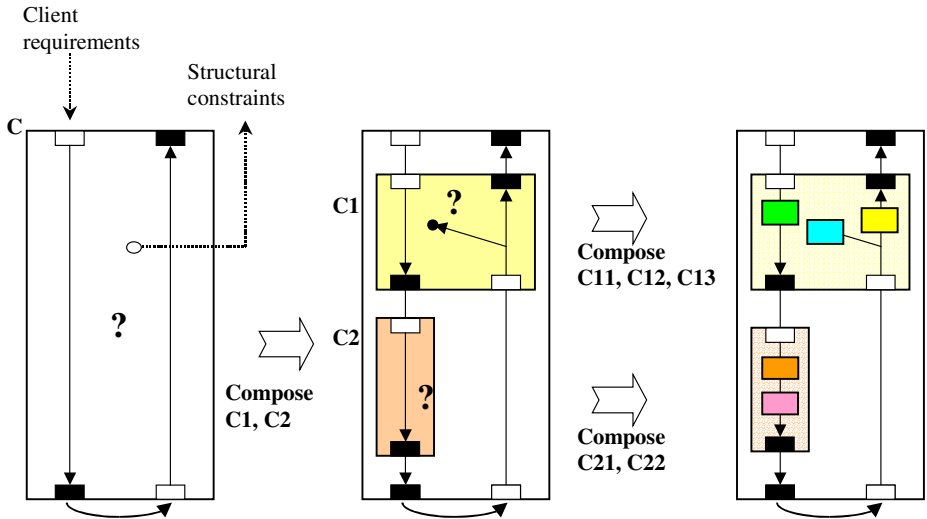 Client
requirements
Structural
constraints
C
?
Compose
C1, C2
C1
?
C2
?
Compose
C11, C12, C13
Compose
C21, C22